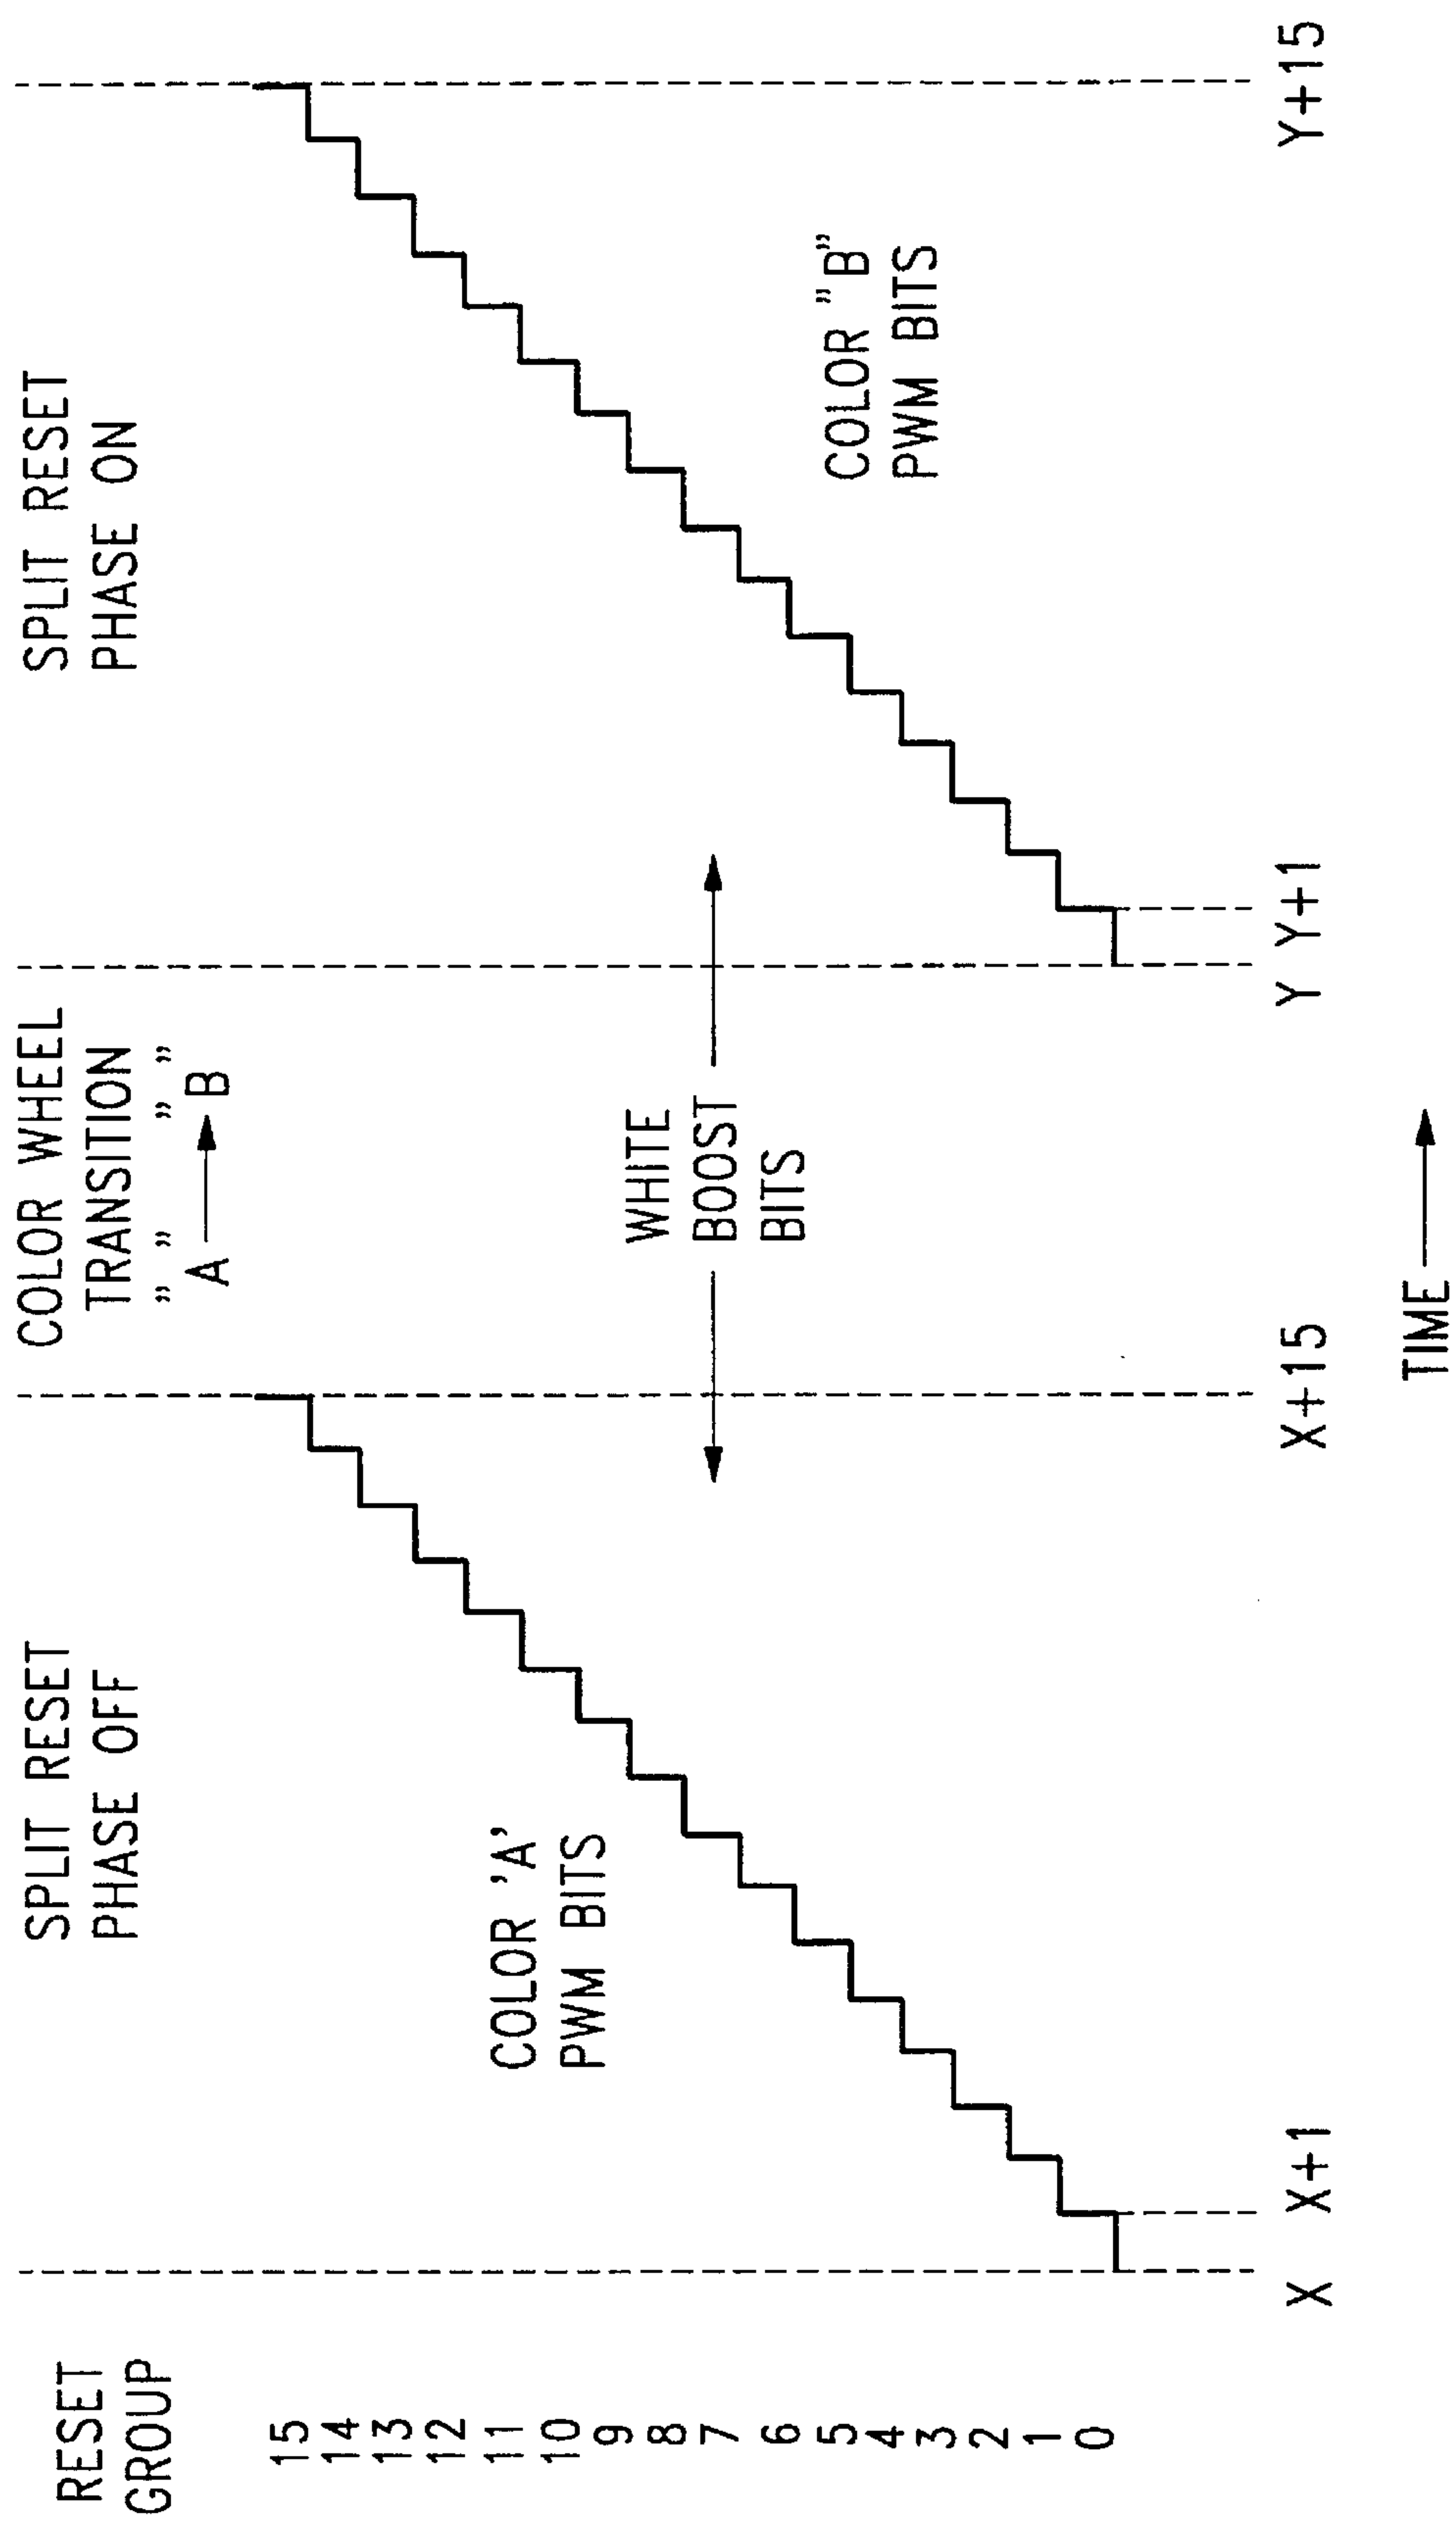 RESET
GROUP
SPLIT RESET
PHASE OFF
COLOR WHEEL
TRANSITION
" " " "
A B
SPLIT RESET
PHASE ON
15
14
13
12
11
10
9
8
7
6
5
4
3
2
1
0
COLOR 'A'
PWM BITS
WHITE
BOOST
BITS
COLOR "B"
PWM BITS
X X+1 X+15 Y Y+1 Y+15
TIME